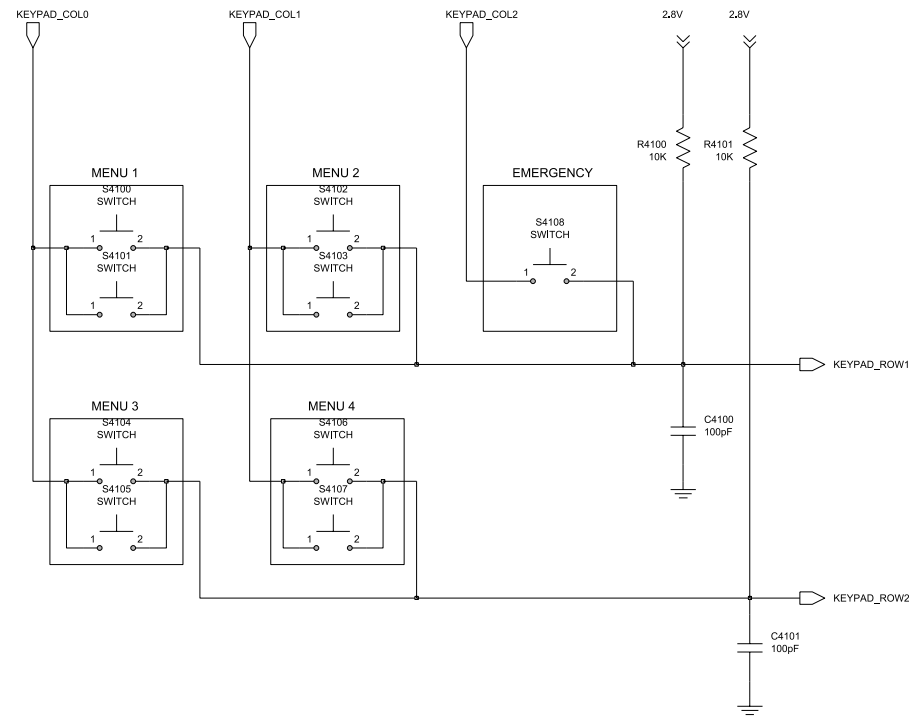 KEYPAD_COL0
KEYPAD_COL1
KEYPAD_COL2
2.8V
2.8V
R4100
10K
R4101
10K
MENU 1
S4100
SWITCH
1
2
S4101
SWITCH
1
2
MENU 2
S4102
SWITCH
1
2
S4103
SWITCH
1
2
EMERGENCY
S4108
SWITCH
1
2
KEYPAD_ROW1
C4100
100pF
MENU 3
S4104
SWITCH
1
2
S4105
SWITCH
1
2
MENU 4
S4106
SWITCH
1
2
S4107
SWITCH
1
2
KEYPAD_ROW2
C4101
100pF